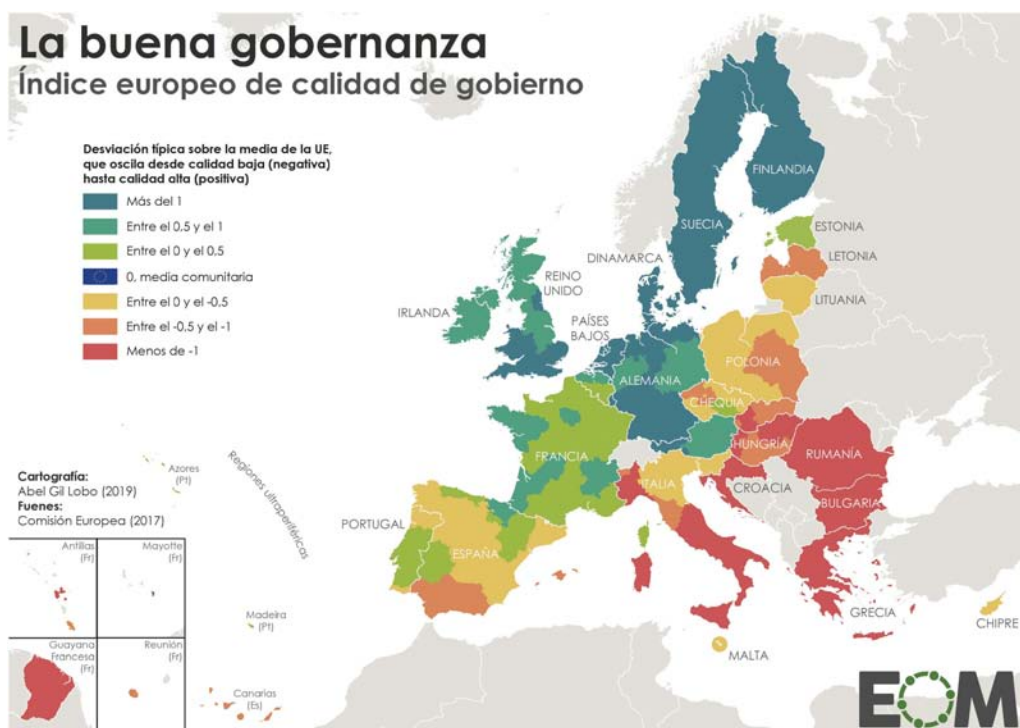 La buena gobernanza
Índice europeo de calidad de gobierno
Desviación típica sobre la media de la UE,
que oscila desde calidad baja (negativa)
hasta calidad alta (positiva)
Más del 1
Entre el 0,5 y el 1
Entre el 0 y el 0,5
0, media comunitaria
Entre el 0 y el -0,5
Entre el -0,5 y el -1
Menos de -1
FINLANDIA
SUECIA
ESTONIA
LETONIA
LITUANIA
DINAMARCA
REINO
UNIDO
IRLANDA
PAÍSES
BAJOS
ALEMANIA
POLONIA
CHEQUIA
HUNGRÍA
RUMANÍA
FRANCIA
ITALIA
CROACIA
BULGARIA
PORTUGAL
ESPAÑA
GRECIA
CHIPRE
MALTA
Regiones ultraperiféricas
Azores
(Pt)
Cartografía:
Abel Gil Lobo (2019)
Fuenes:
Comisión Europea (2017)
Antillas
(Fr)
Mayotte
(Fr)
Guayana
Francesa
(Fr)
Reunión
(Fr)
Madeira
(Pt)
Canarias
(Es)
EOM